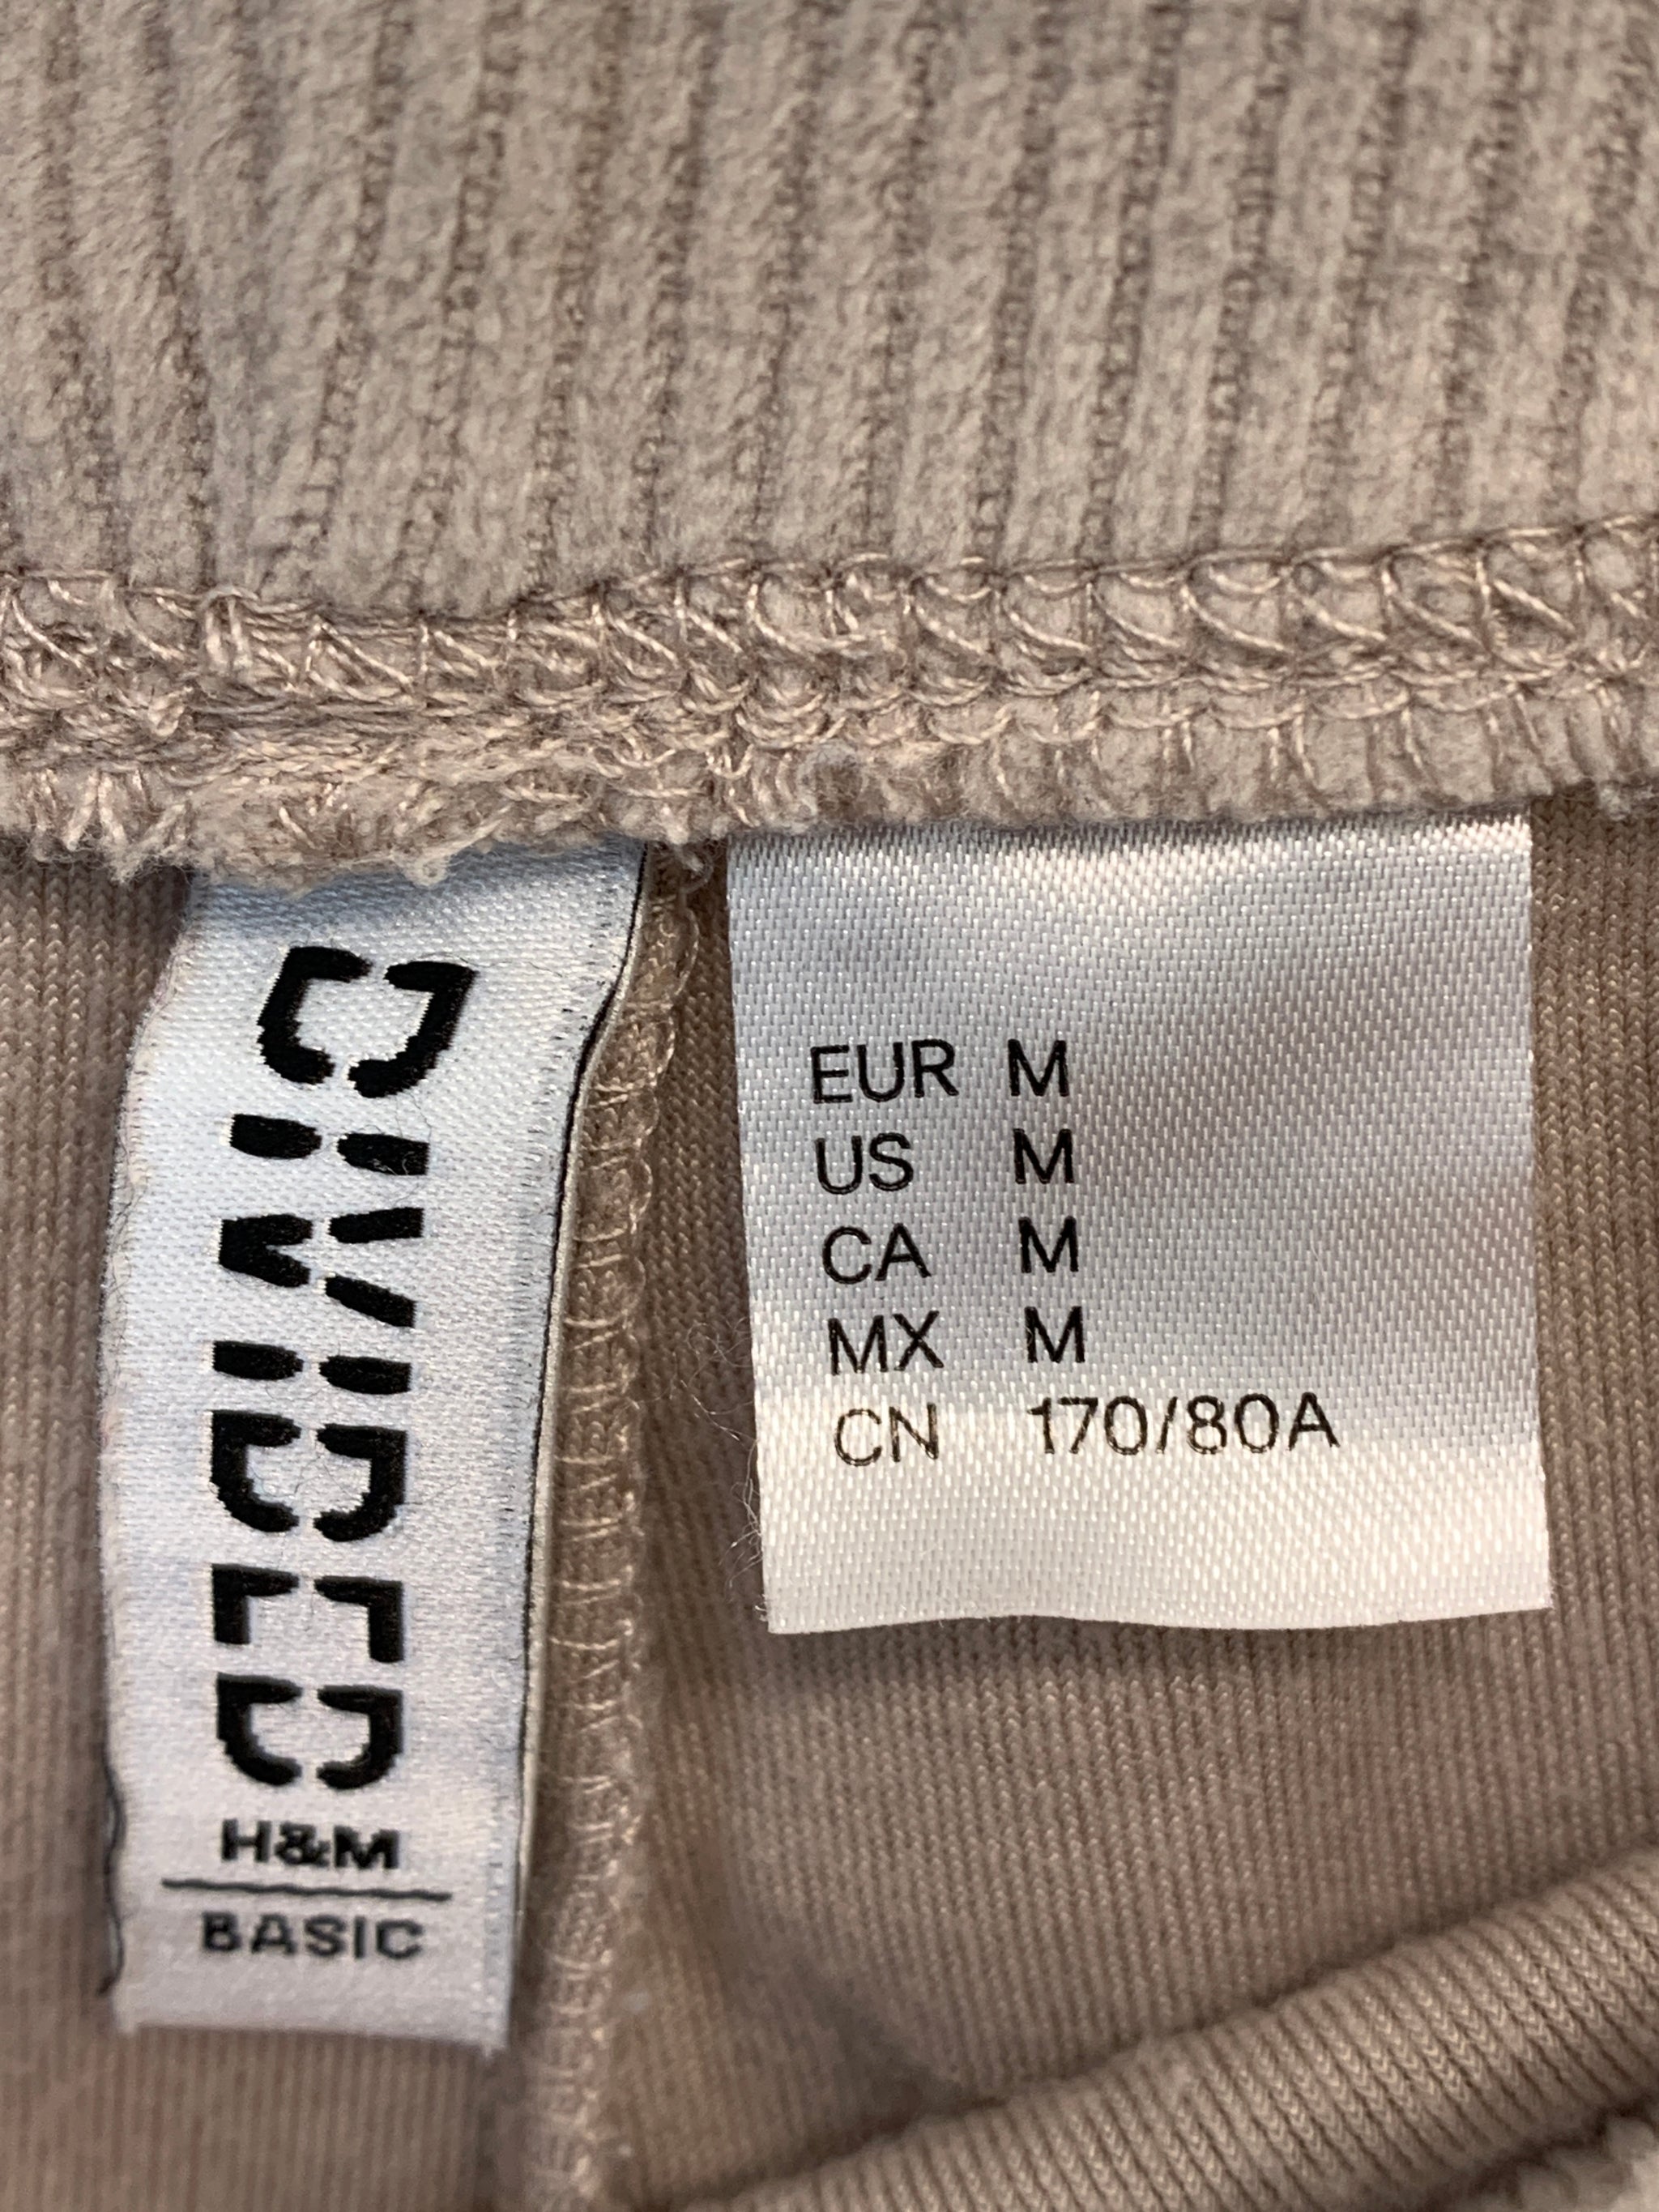 DIVIDED
H&M
BASIC
EUR M
US M
CA M
MX M
CN 170/80A